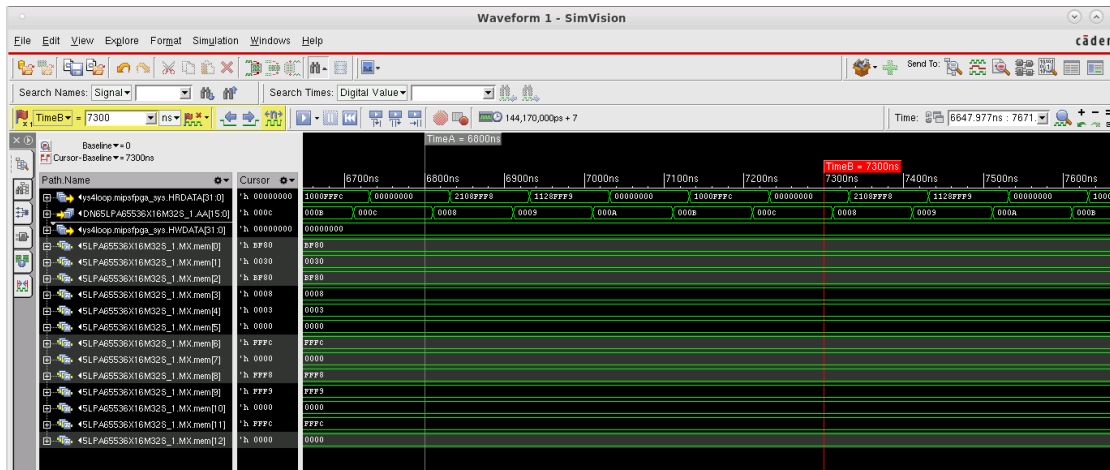 Waveform 1 - SimVision
File Edit View Explore Format Simulation Windows Help
cāden
Send To:
Search Names: Signal Search Times: Digital Value
TimeB = 7300 ns 144,170,000ps + 7 Time: 6647.977ns : 7671.
Baseline = 0
Cursor-Baseline = 7300ns
TimeA = 6800ns
TimeB = 7300ns
Path.Name Cursor 6700ns 6800ns 6900ns 7000ns 7100ns 7200ns 7300ns 7400ns 7500ns 7600ns
ys4loop.mipsfpga_sys.HRDATA[31:0] 'h 00000000 1000FFFC 00000000 2108FFF8 1128FFF9 00000000 1000FFFC 00000000 2108FFF8 1128FFF9 00000000 1000
DN65LPA65536X16M32S_1.AA[15:0] 'h 000C 000B 000C 0008 0009 000A 000B 000C 0008 0009 000A 000B
ys4loop.mipsfpga_sys.HWDATA[31:0] 'h 00000000 00000000
5LPA65536X16M32S_1.MX.mem[0] 'h BF80 BF80
5LPA65536X16M32S_1.MX.mem[1] 'h 0030 0030
5LPA65536X16M32S_1.MX.mem[2] 'h BF80 BF80
5LPA65536X16M32S_1.MX.mem[3] 'h 0008 0008
5LPA65536X16M32S_1.MX.mem[4] 'h 0003 0003
5LPA65536X16M32S_1.MX.mem[5] 'h 0000 0000
5LPA65536X16M32S_1.MX.mem[6] 'h FFFC FFFC
5LPA65536X16M32S_1.MX.mem[7] 'h 0000 0000
5LPA65536X16M32S_1.MX.mem[8] 'h FFF8 FFF8
5LPA65536X16M32S_1.MX.mem[9] 'h FFF9 FFF9
5LPA65536X16M32S_1.MX.mem[10] 'h 0000 0000
5LPA65536X16M32S_1.MX.mem[11] 'h FFFC FFFC
5LPA65536X16M32S_1.MX.mem[12] 'h 0000 0000